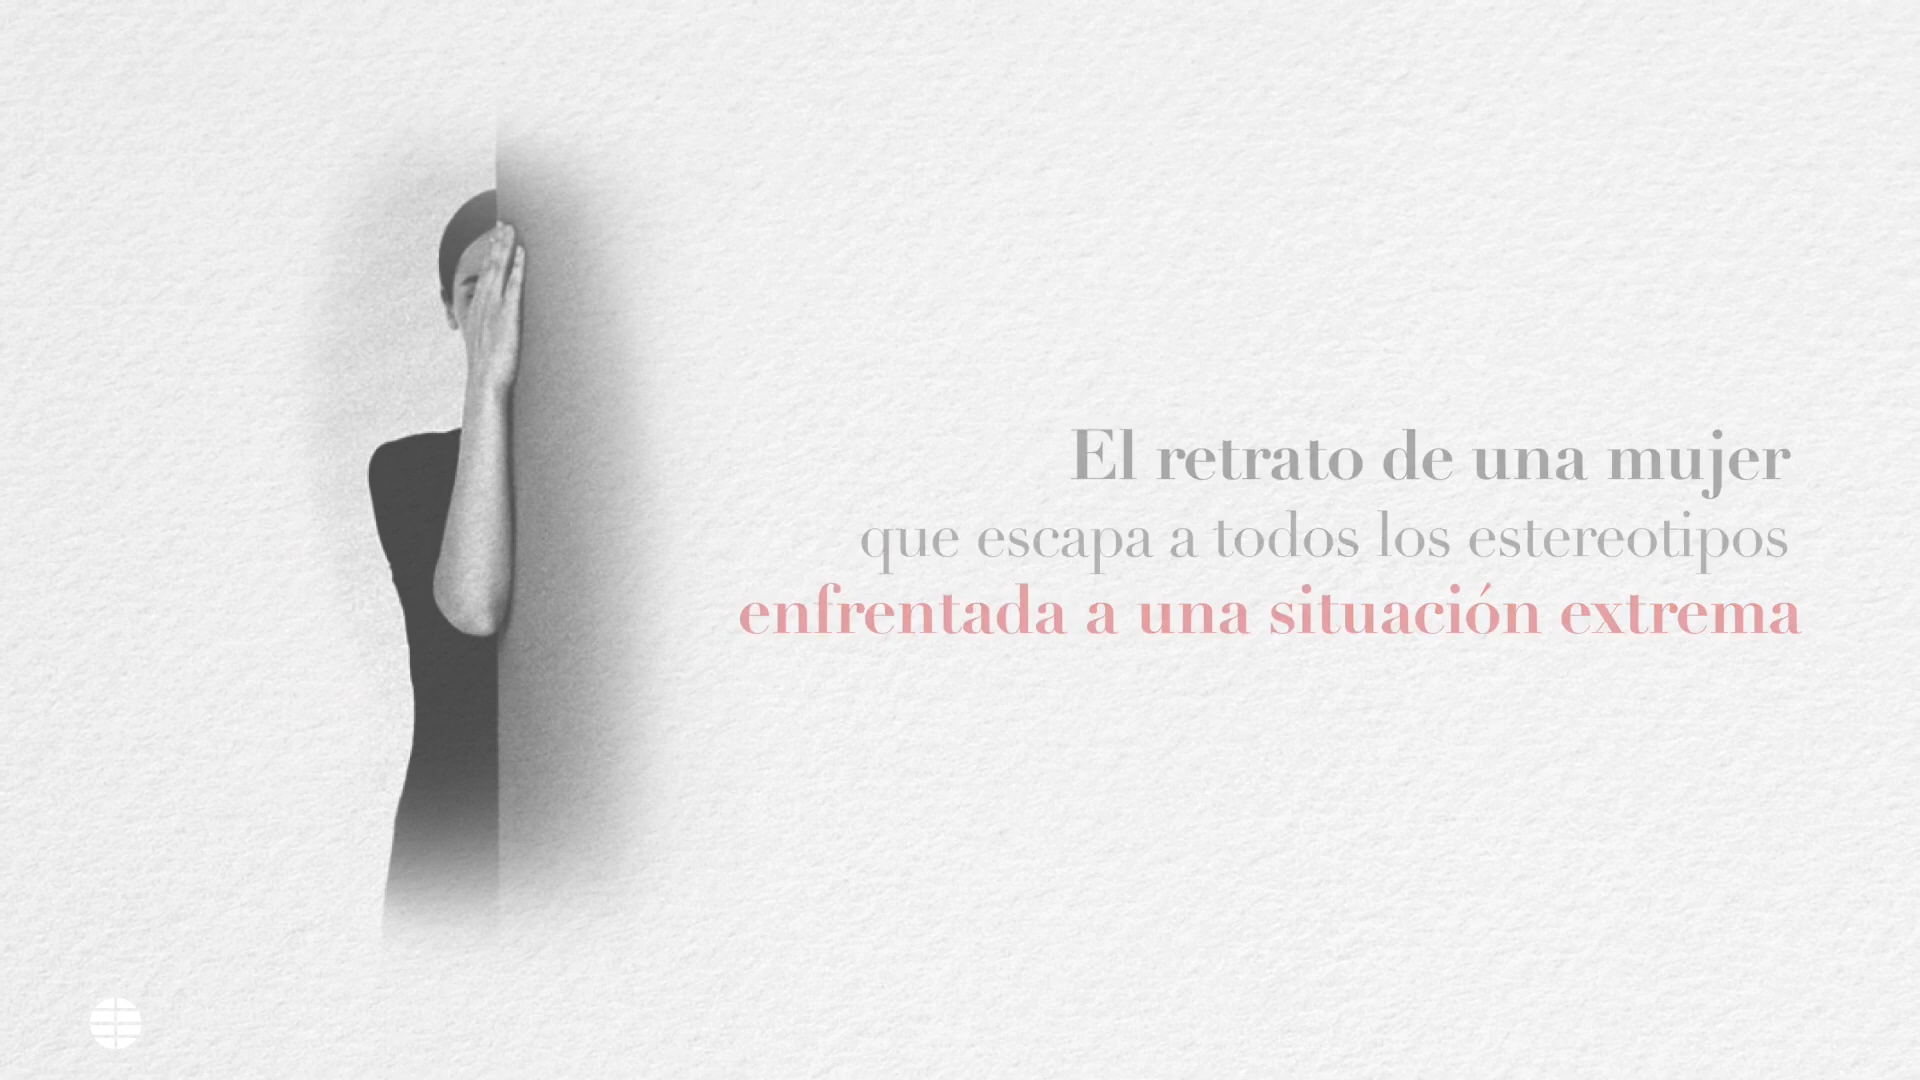 El retrato de una mujer
que escapa a todos los estereotipos
enfrentada a una situación extrema